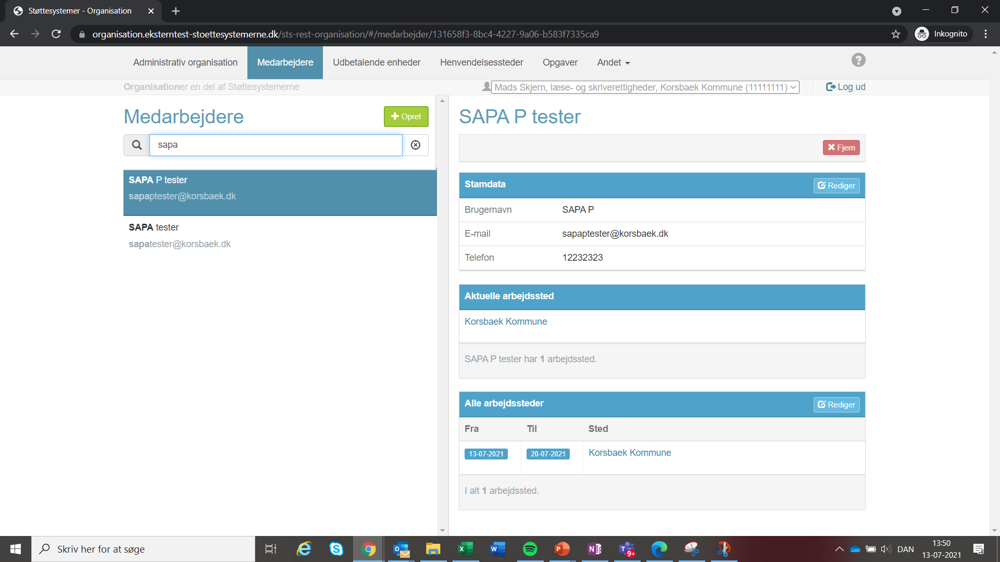 Støttesystemer - Organisation
organisation.eksterntest-stoettesystemerne.dk/sts-rest-organisation/#/medarbejder/131658f3-8bc4-4227-9a06-b583f7335ca9
Inkognito
Administrativ organisation Medarbejdere Udbetalende enheder Henvendelsessteder Opgaver Andet
?
Organisationer en del af Støttesystemerne
Mads Skjern, læse- og skriverettigheder, Korsbaek Kommune (11111111)
Log ud
Medarbejdere
Opret
sapa
SAPA P tester
sapaptester@korsbaek.dk
SAPA tester
sapatester@korsbaek.dk
SAPA P tester
Fjern
Stamdata
Rediger
Brugernavn SAPA P
E-mail sapaptester@korsbaek.dk
Telefon 12232323
Aktuelle arbejdssted
Korsbaek Kommune
SAPA P tester har 1 arbejdssted.
Alle arbejdssteder
Rediger
Fra Til Sted
13-07-2021 20-07-2021 Korsbaek Kommune
I alt 1 arbejdssted.
Skriv her for at søge
9+
DAN
13:50
13-07-2021